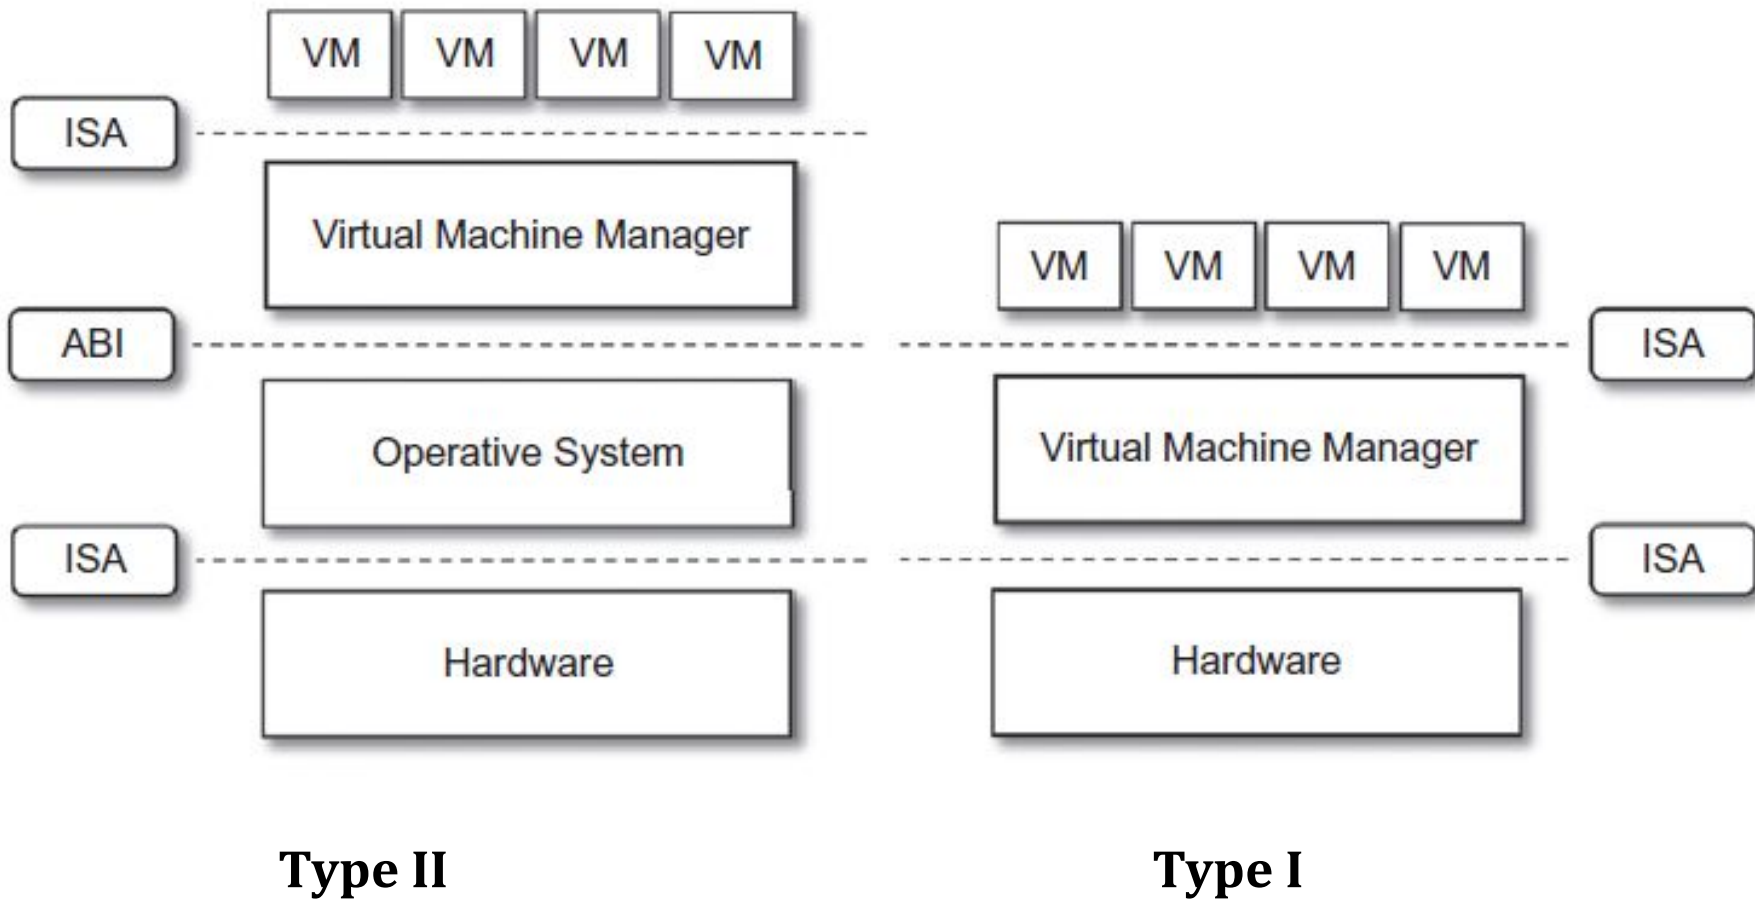 VM VM VM VM
ISA
Virtual Machine Manager
ABI
Operative System
ISA
Hardware
Type II
VM VM VM VM
ISA
Virtual Machine Manager
ISA
Hardware
Type I